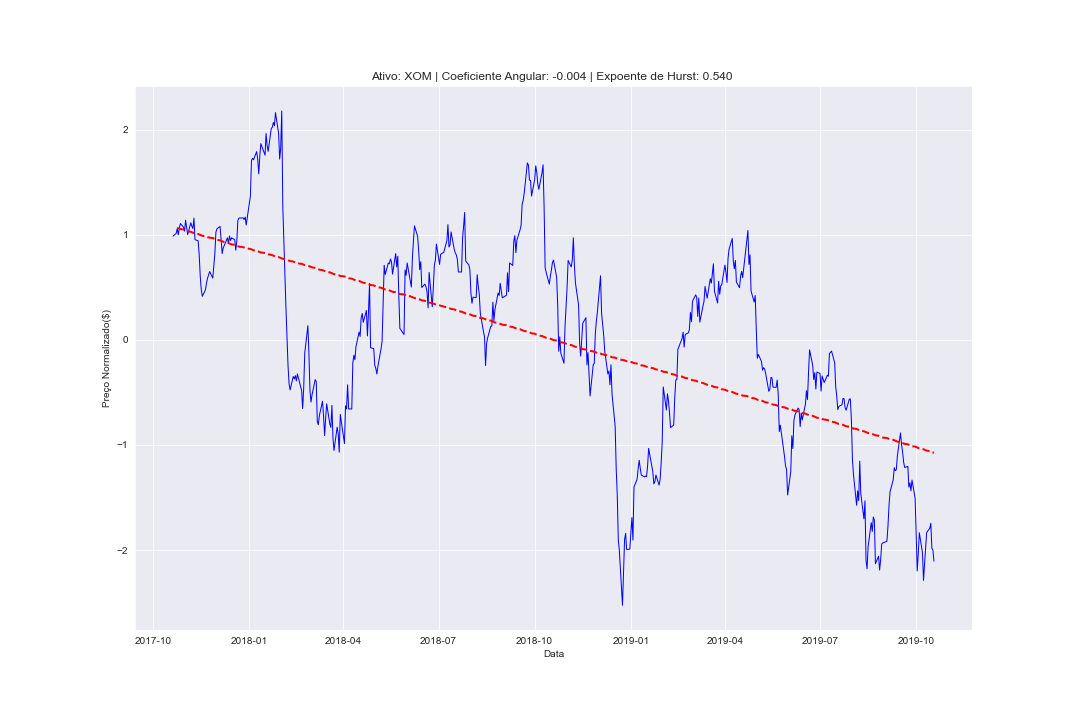 Ativo: XOM | Coeficiente Angular: -0.004 | Expoente de Hurst: 0.540
Preço Normalizado($)
2
1
0
−1
−2
2017-10 2018-01 2018-04 2018-07 2018-10 2019-01 2019-04 2019-07 2019-10
Data